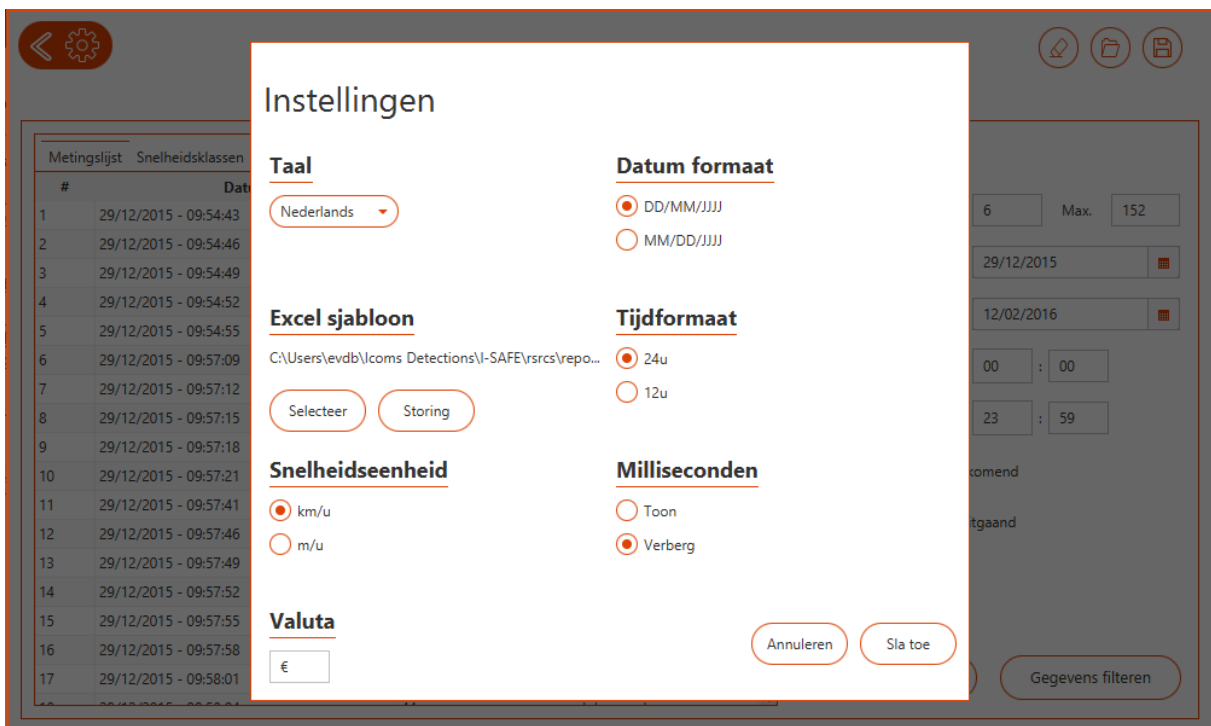 Instellingen
Taal
Nederlands
Datum formaat
DD/MM/JJJJ
MM/DD/JJJJ
Excel sjabloon
C:\Users\evdb\Icoms Detections\I-SAFE\rsrcs\repo...
Selecteer
Storing
Tijdformaat
24u
12u
Snelheidseenheid
km/u
m/u
Milliseconden
Toon
Verberg
Valuta
€
Annuleren
Sla toe
Metingslijst Snelheidsklassen
#
1 29/12/2015 - 09:54:43
2 29/12/2015 - 09:54:46
3 29/12/2015 - 09:54:49
4 29/12/2015 - 09:54:52
5 29/12/2015 - 09:54:55
6 29/12/2015 - 09:57:09
7 29/12/2015 - 09:57:12
8 29/12/2015 - 09:57:15
9 29/12/2015 - 09:57:18
10 29/12/2015 - 09:57:21
11 29/12/2015 - 09:57:41
12 29/12/2015 - 09:57:46
13 29/12/2015 - 09:57:49
14 29/12/2015 - 09:57:52
15 29/12/2015 - 09:57:55
16 29/12/2015 - 09:57:58
17 29/12/2015 - 09:58:01
6 Max. 152
29/12/2015
12/02/2016
00 : 00
23 : 59
Gegevens filteren